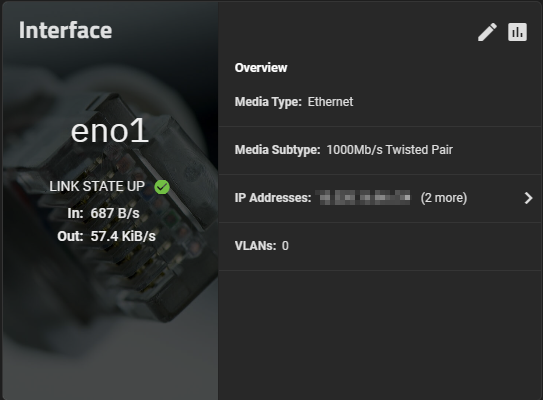 Interface
eno1
LINK STATE UP
In: 687 B/s
Out: 57.4 KiB/s
Overview
Media Type: Ethernet
Media Subtype: 1000Mb/s Twisted Pair
IP Addresses: (2 more)
VLANs: 0